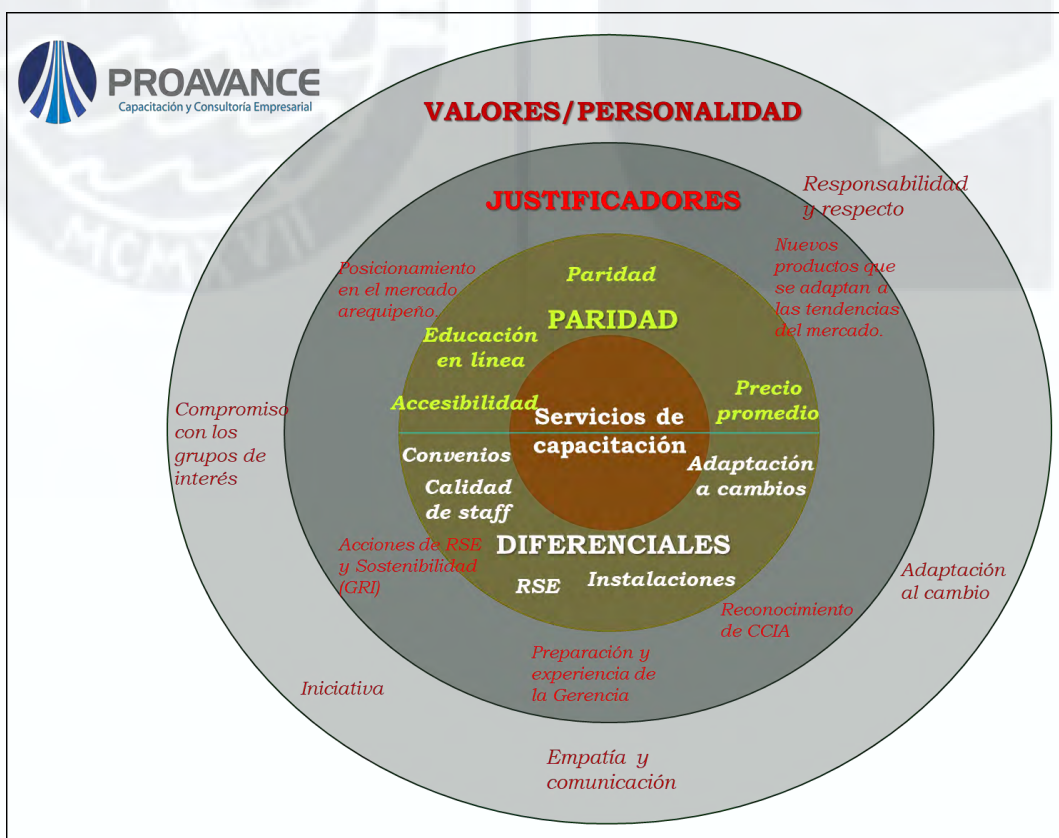 PROAVANCE
Capacitación y Consultoría Empresarial
VALORES/PERSONALIDAD
Responsabilidad
y respecto
JUSTIFICADORES
Posicionamiento
en el mercado
arequipeño.
Nuevos
productos que
se adaptan a
las tendencias
del mercado.
Paridad
PARIDAD
Educación
en línea
Accesibilidad
Precio
promedio
Servicios de
capacitación
Compromiso
con los
grupos de
interés
Convenios
Calidad
de staff
Adaptación
a cambios
DIFERENCIALES
RSE
Instalaciones
Acciones de RSE
y Sostenibilidad
(GRI)
Reconocimiento
de CCIA
Adaptación
al cambio
Preparación y
experiencia de
la Gerencia
Iniciativa
Empatía y
comunicación
MCMXVII